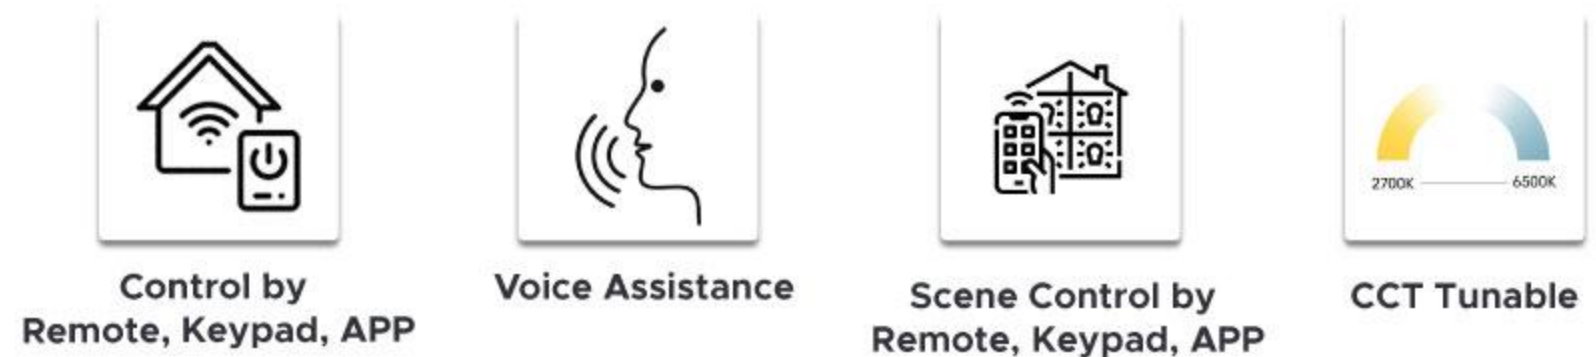 Control by
Remote, Keypad, APP
Voice Assistance
Scene Control by
Remote, Keypad, APP
2700K
6500K
CCT Tunable